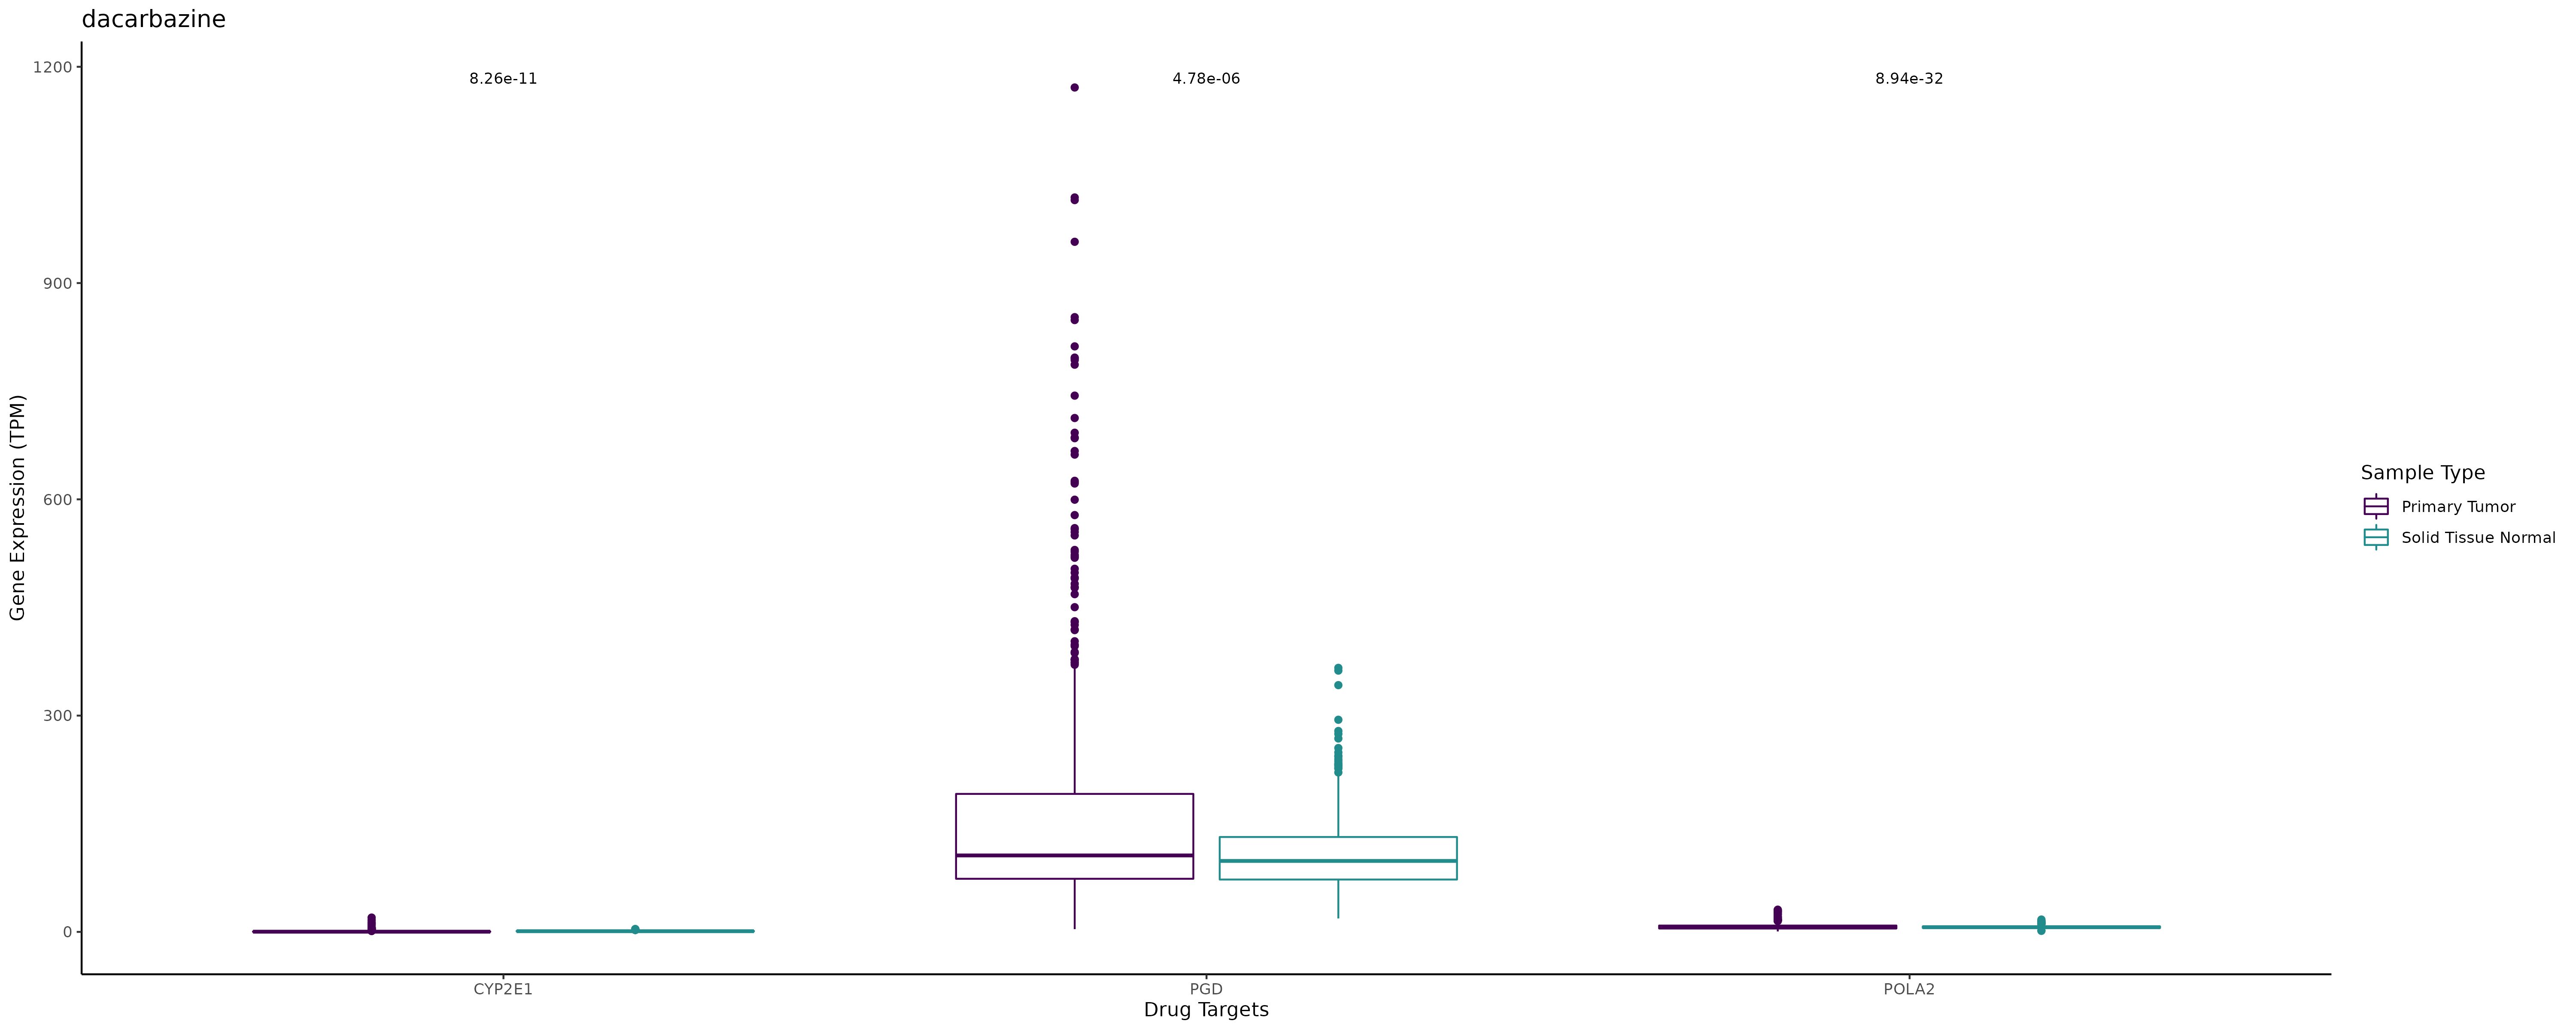 dacarbazine
1200
900
600
300
0
Gene Expression (TPM)
8.26e-11
4.78e-06
8.94e-32
CYP2E1
PGD
POLA2
Drug Targets
Sample Type
Primary Tumor
Solid Tissue Normal